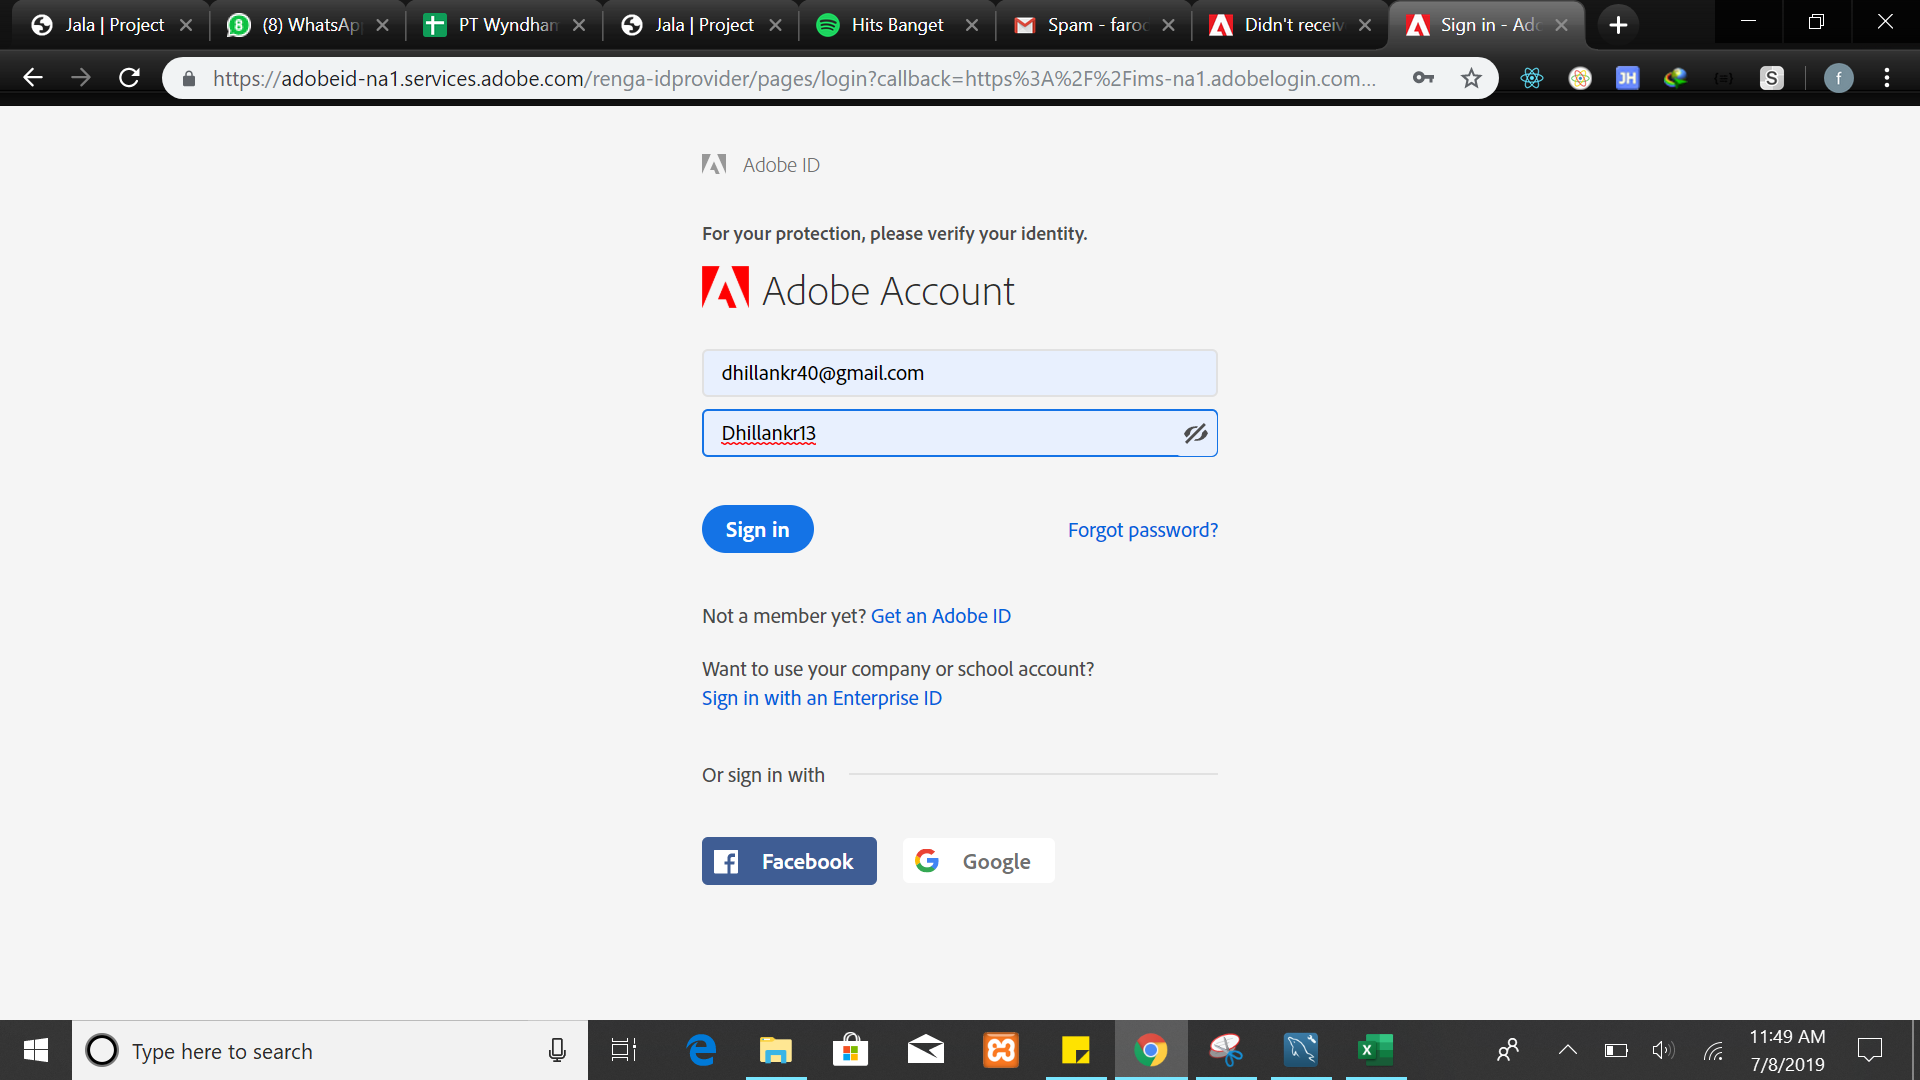 Jala | Project
(8) WhatsAp
PT Wyndham
Jala | Project
Hits Banget
Spam - faroo
Didn't receiv
Sign in - Ado
https://adobeid-na1.services.adobe.com/renga-idprovider/pages/login?callback=https%3A%2F%2Fims-na1.adobelogin.com...
JH
S
f
Adobe ID
For your protection, please verify your identity.
Adobe Account
dhillankr40@gmail.com
Dhillankr13
Sign in
Forgot password?
Not a member yet? Get an Adobe ID
Want to use your company or school account?
Sign in with an Enterprise ID
Or sign in with
Facebook
Google
Type here to search
11:49 AM
7/8/2019